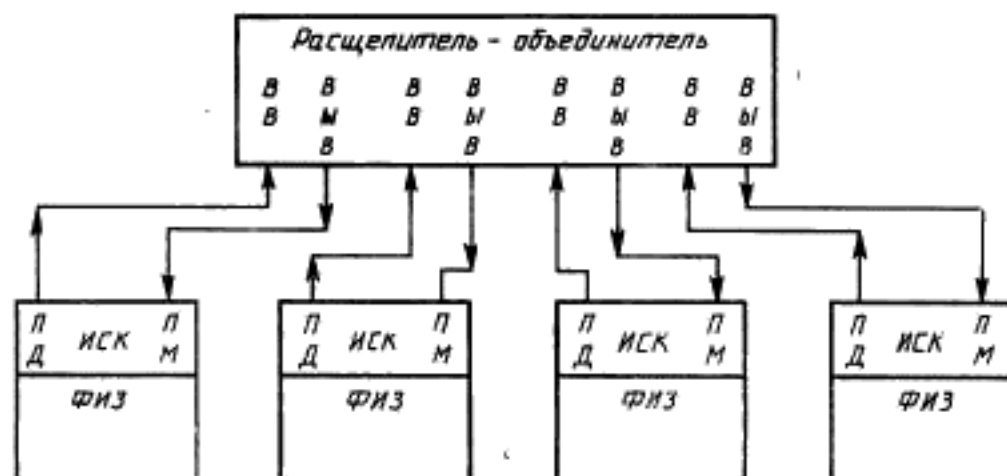 Расщепитель - объединитель
В В В В В В В В
В Ы В Ы В Ы В Ы
В В В В
П П П П П П П П
Д ИСК М Д ИСК М Д ИСК М Д ИСК М
ФИЗ ФИЗ ФИЗ ФИЗ